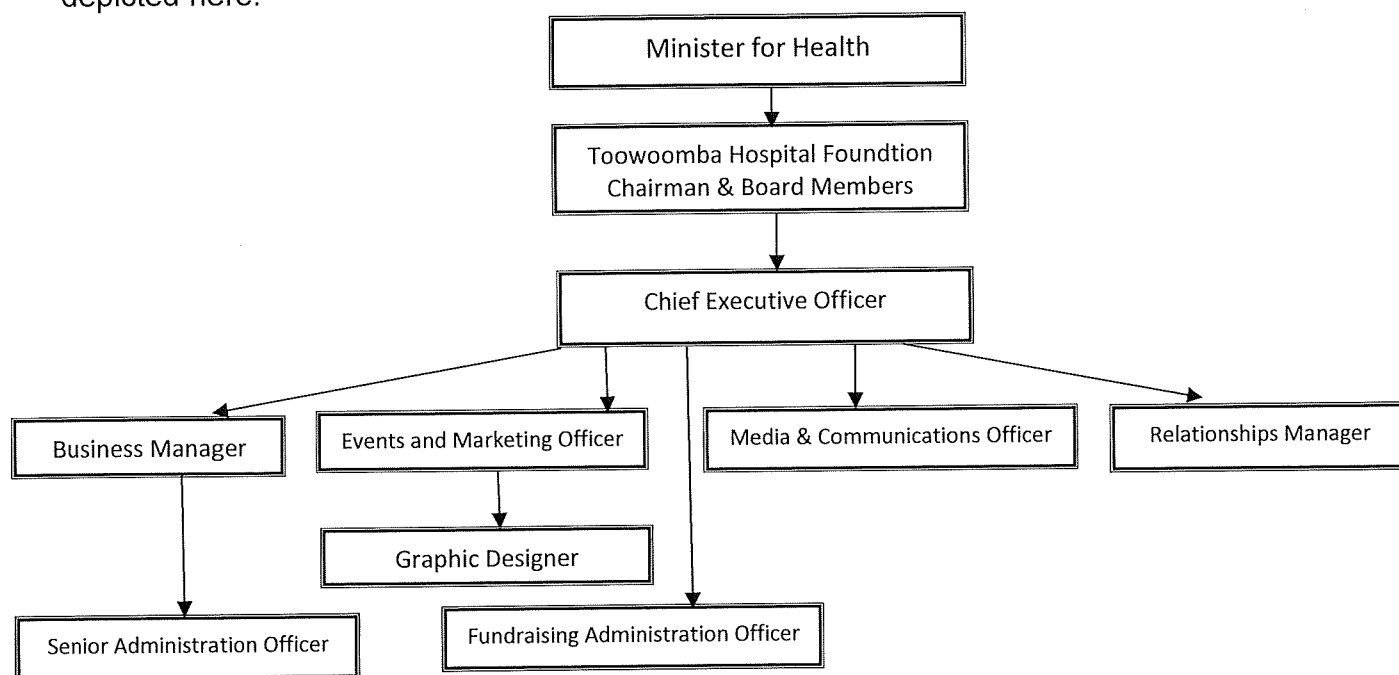 depicted here:
Minister for Health
Toowoomba Hospital Foundtion
Chairman & Board Members
Chief Executive Officer
Business Manager
Events and Marketing Officer
Media & Communications Officer
Relationships Manager
Graphic Designer
Senior Administration Officer
Fundraising Administration Officer